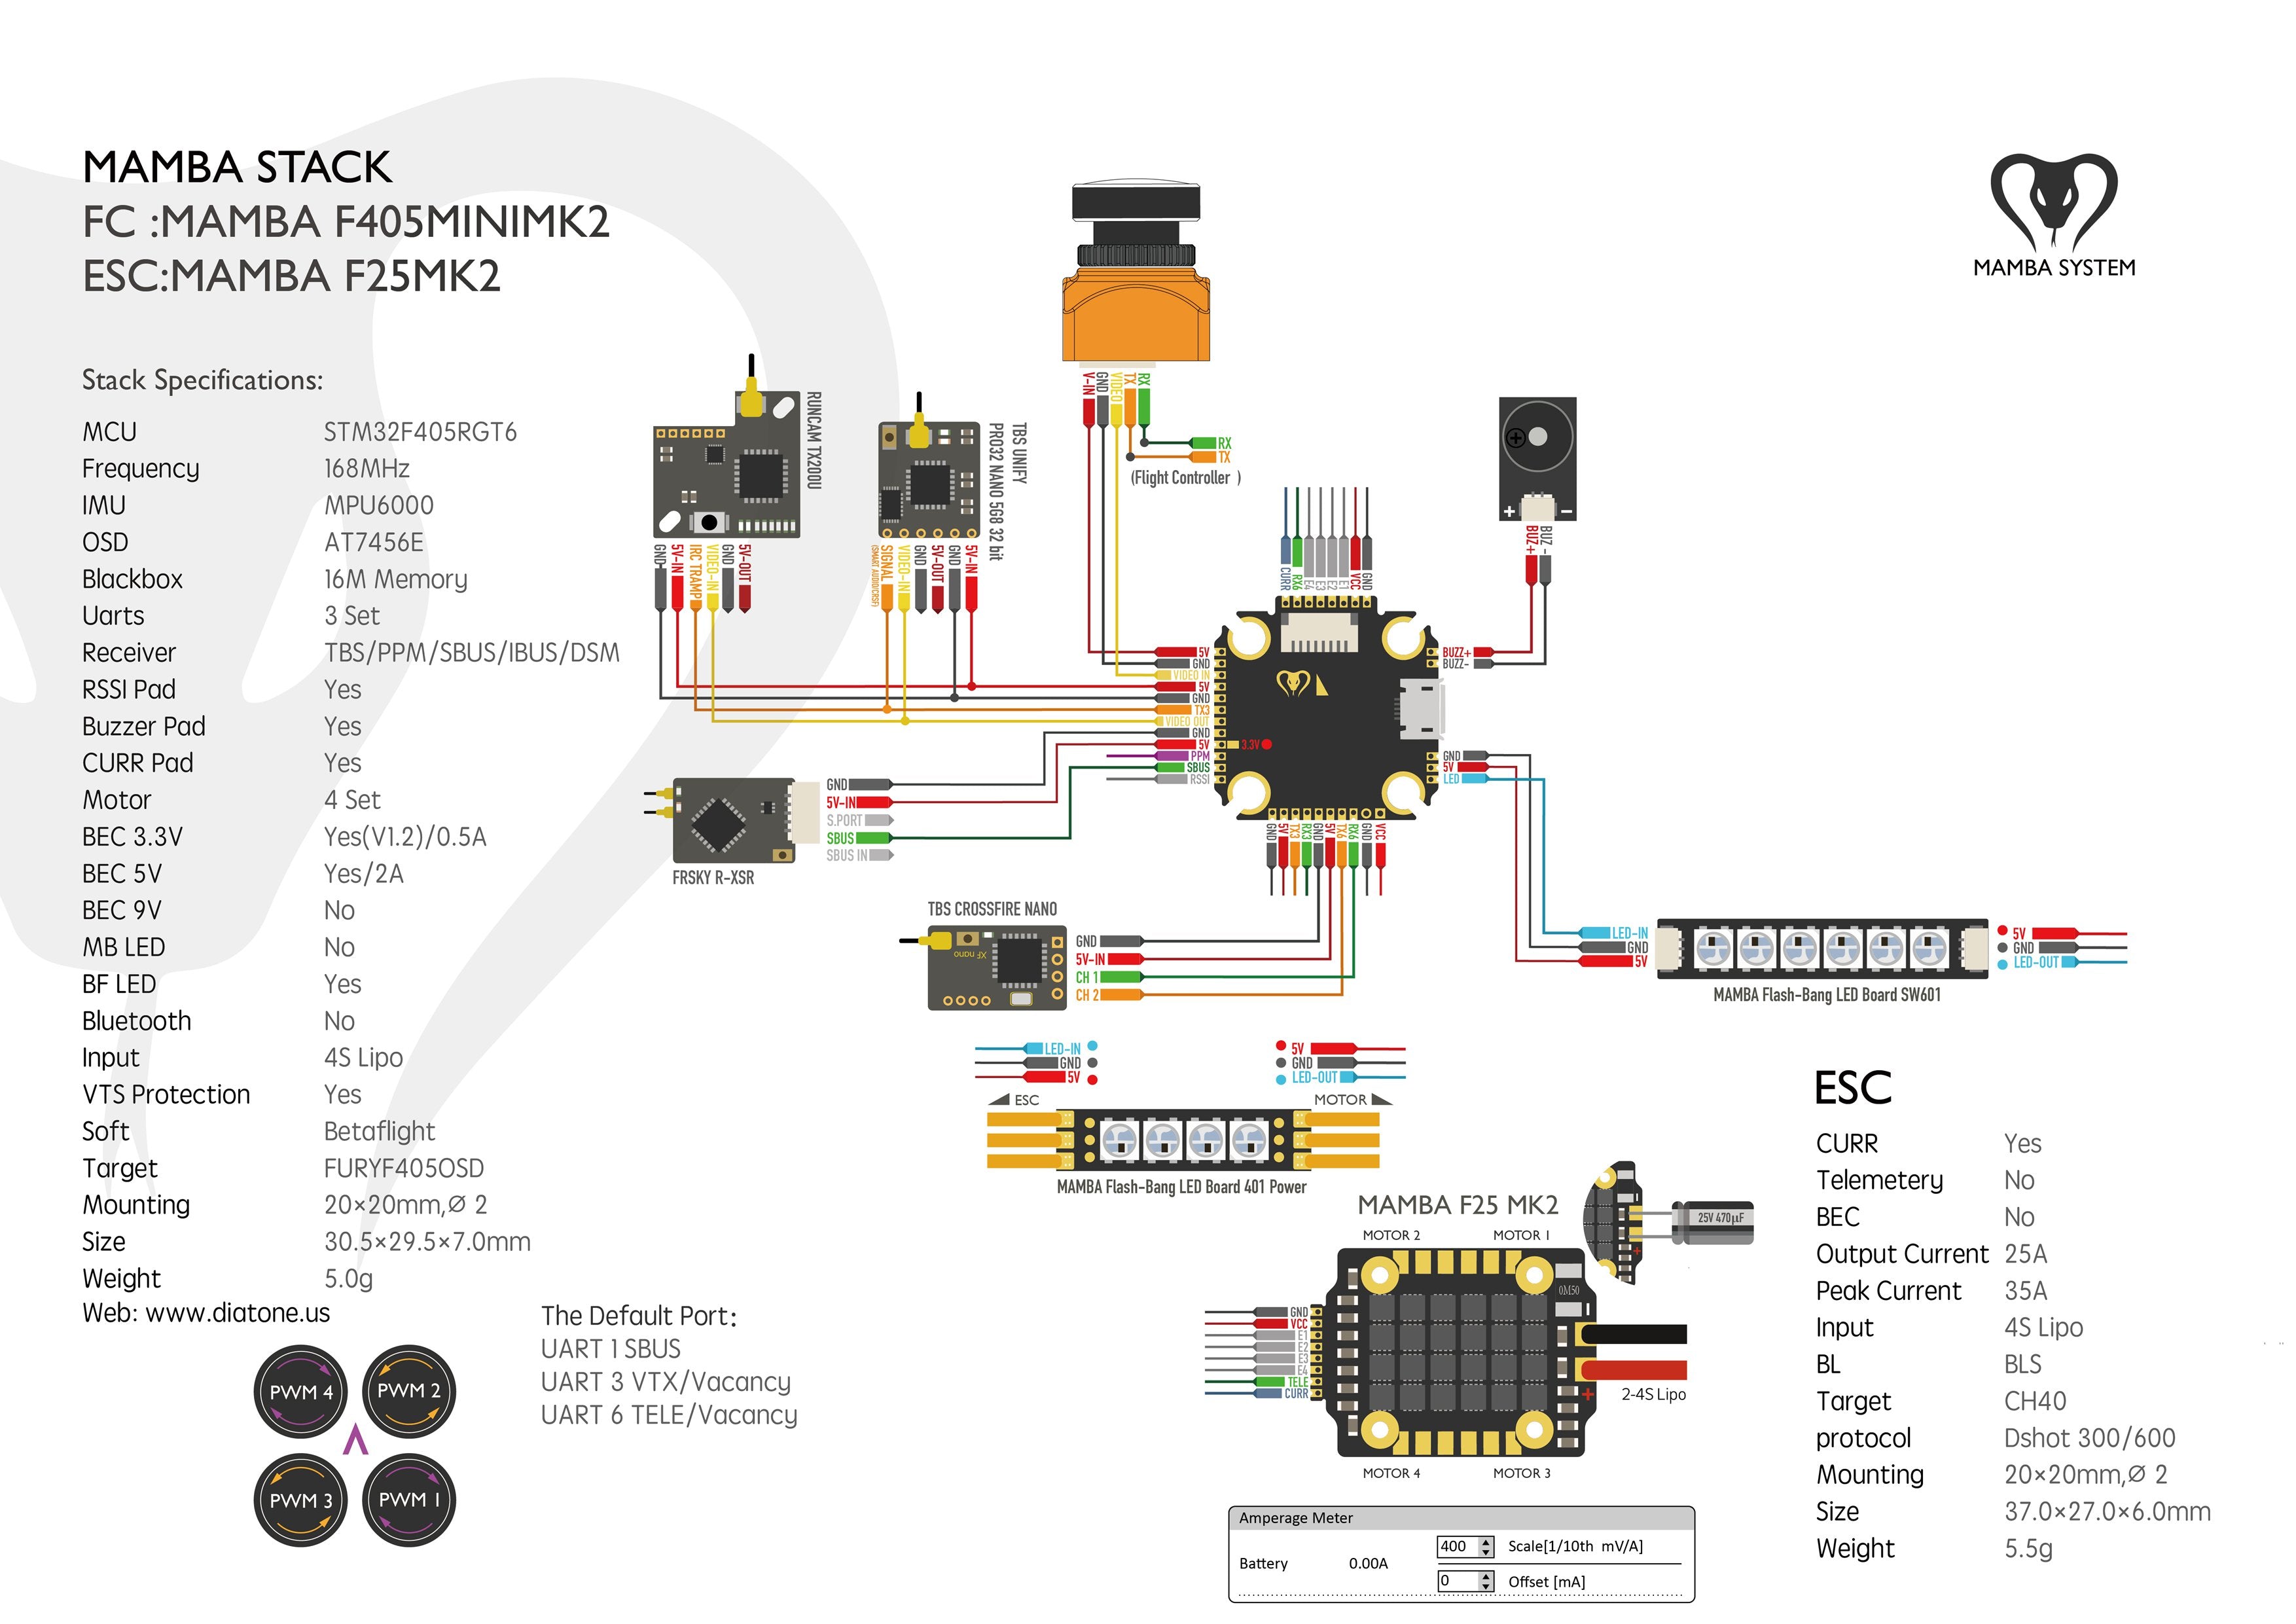 MAMBA STACK
FC :MAMBA F405MINIMK2
ESC:MAMBA F25MK2
MAMBA SYSTEM
Stack Specifications:
MCU STM32F405RGT6
Frequency 168MHz
IMU MPU6000
OSD AT7456E
Blackbox 16M Memory
Uarts 3 Set
Receiver TBS/PPM/SBUS/IBUS/DSM
RSSI Pad Yes
Buzzer Pad Yes
CURR Pad Yes
Motor 4 Set
BEC 3.3V Yes(V1.2)/0.5A
BEC 5V Yes/2A
BEC 9V No
MB LED No
BF LED Yes
Bluetooth No
Input 4S Lipo
VTS Protection Yes
Soft Betaflight
Target FURYF405OSD
Mounting 20×20mm,Ø 2
Size 30.5×29.5×7.0mm
Weight 5.0g
Web: www.diatone.us
PWM 4
PWM 2
PWM 3
PWM 1
The Default Port:
UART 1 SBUS
UART 3 VTX/Vacancy
UART 6 TELE/Vacancy
RUNCAM TX200U
GND
5V-IN
IRC TRAMP
VIDEO-IN
GND
5V-OUT
TBS UNIFY
PRO32 NANO 5G8 32 bit
SIGNAL
(SMART AUDIO/CRSF)
VIDEO-IN
GND
5V-OUT
GND
5V-IN
V-IN
GND
VIDEO
TX
RX
RX
TX
(Flight Controller )
CURR
RX6
E4
E3
E2
E1
VCC
GND
+ -
BUZ+
BUZ -
BUZZ+
BUZZ-
5V
GND
VIDEO IN
5V
GND
TX3
VIDEO OUT
GND
5V
PPM
SBUS
RSSI
3.3V
GND
5V
LED
GND
5V
TX3
RX3
GND
5V
TX6
RX6
GND
VCC
GND
5V-IN
S.PORT
SBUS
SBUS IN
FRSKY R-XSR
TBS CROSSFIRE NANO
XF nano
GND
5V-IN
CH 1
CH 2
LED-IN
GND
5V
5V
GND
LED-OUT
MAMBA Flash-Bang LED Board SW601
LED-IN
GND
5V
5V
GND
LED-OUT
ESC
MOTOR
MAMBA Flash-Bang LED Board 401 Power
MAMBA F25 MK2
MOTOR 2
MOTOR 1
25V 470μF
0M50
GND
VCC
E1
E2
E3
E4
TELE
CURR
+
2-4S Lipo
MOTOR 4
MOTOR 3
Amperage Meter
Battery 0.00A
400 Scale[1/10th mV/A]
0 Offset [mA]
ESC
CURR Yes
Telemetery No
BEC No
Output Current 25A
Peak Current 35A
Input 4S Lipo
BL BLS
Target CH40
protocol Dshot 300/600
Mounting 20×20mm,Ø 2
Size 37.0×27.0×6.0mm
Weight 5.5g